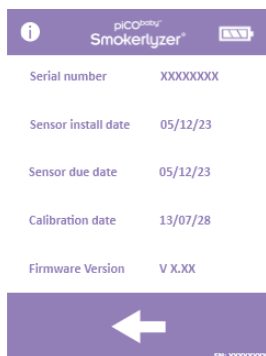 i
piCObaby™
Smokerlyzer®
Serial number XXXXXXXX
Sensor install date 05/12/23
Sensor due date 05/12/23
Calibration date 13/07/28
Firmware Version V X.XX